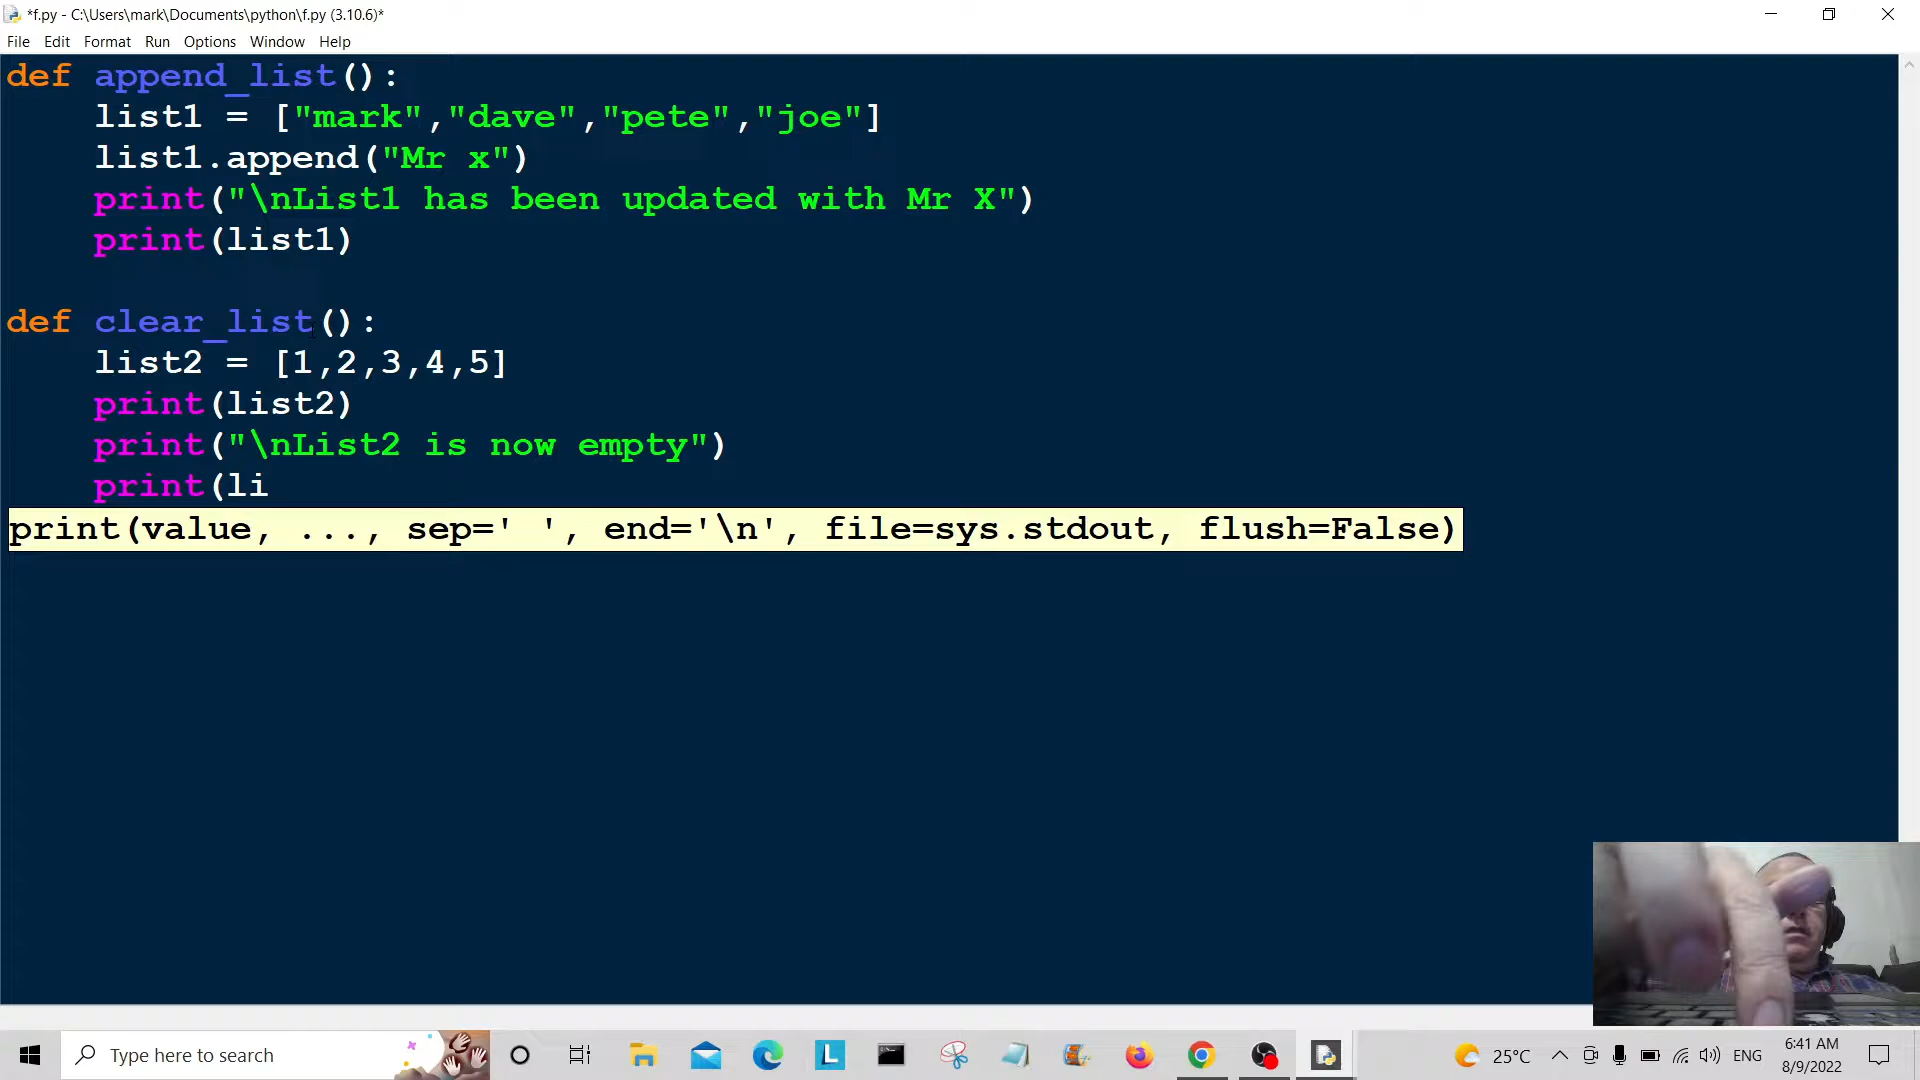 *f.py - C:\Users\mark\Documents\python\f.py (3.10.6)*
File Edit Format Run Options Window Help
def append_list():
    list1 = ["mark","dave","pete","joe"]
    list1.append("Mr x")
    print("\nList1 has been updated with Mr X")
    print(list1)
def clear_list():
    list2 = [1,2,3,4,5]
    print(list2)
    print("\nList2 is now empty")
    print(li
print(value, ..., sep=' ', end='\n', file=sys.stdout, flush=False)
Type here to search
L
25°C
ENG
6:41 AM
8/9/2022